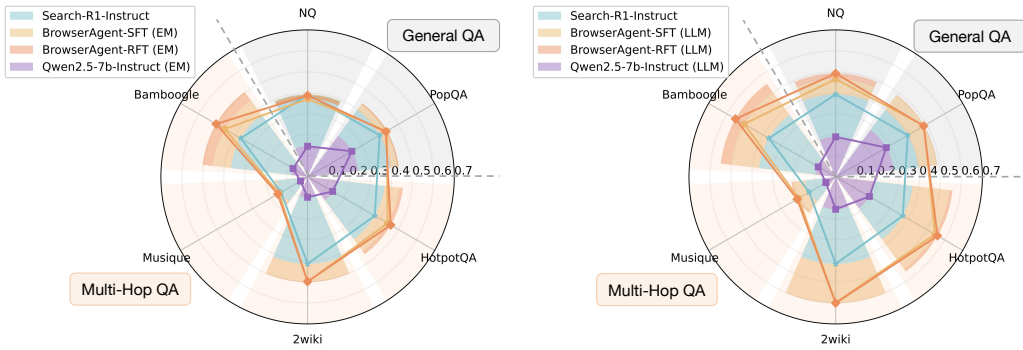 Search-R1-Instruct
BrowserAgent-SFT (EM)
BrowserAgent-RFT (EM)
Qwen2.5-7b-Instruct (EM)
NQ
General QA
Bamboogle
PopQA
0.1 0.2 0.3 0.4 0.5 0.6 0.7
Musique
HotpotQA
Multi-Hop QA
2wiki
Search-R1-Instruct
BrowserAgent-SFT (LLM)
BrowserAgent-RFT (LLM)
Qwen2.5-7b-Instruct (LLM)
NQ
General QA
Bamboogle
PopQA
0.1 0.2 0.3 0.4 0.5 0.6 0.7
Musique
HotpotQA
Multi-Hop QA
2wiki